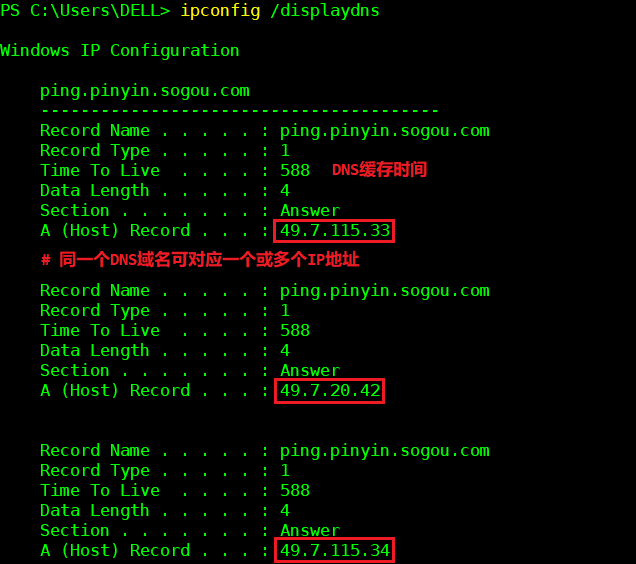 PS C:\Users\DELL> ipconfig /displaydns
Windows IP Configuration
ping.pinyin.sogou.com
----------------------------------------
Record Name . . . . . : ping.pinyin.sogou.com
Record Type . . . . . : 1
Time To Live  . . . . : 588 DNS缓存时间
Data Length . . . . . : 4
Section . . . . . . . : Answer
A (Host) Record . . . : 49.7.115.33
# 同一个DNS域名可对应一个或多个IP地址
Record Name . . . . . : ping.pinyin.sogou.com
Record Type . . . . . : 1
Time To Live  . . . . : 588
Data Length . . . . . : 4
Section . . . . . . . : Answer
A (Host) Record . . . : 49.7.20.42
Record Name . . . . . : ping.pinyin.sogou.com
Record Type . . . . . : 1
Time To Live  . . . . : 588
Data Length . . . . . : 4
Section . . . . . . . : Answer
A (Host) Record . . . : 49.7.115.34